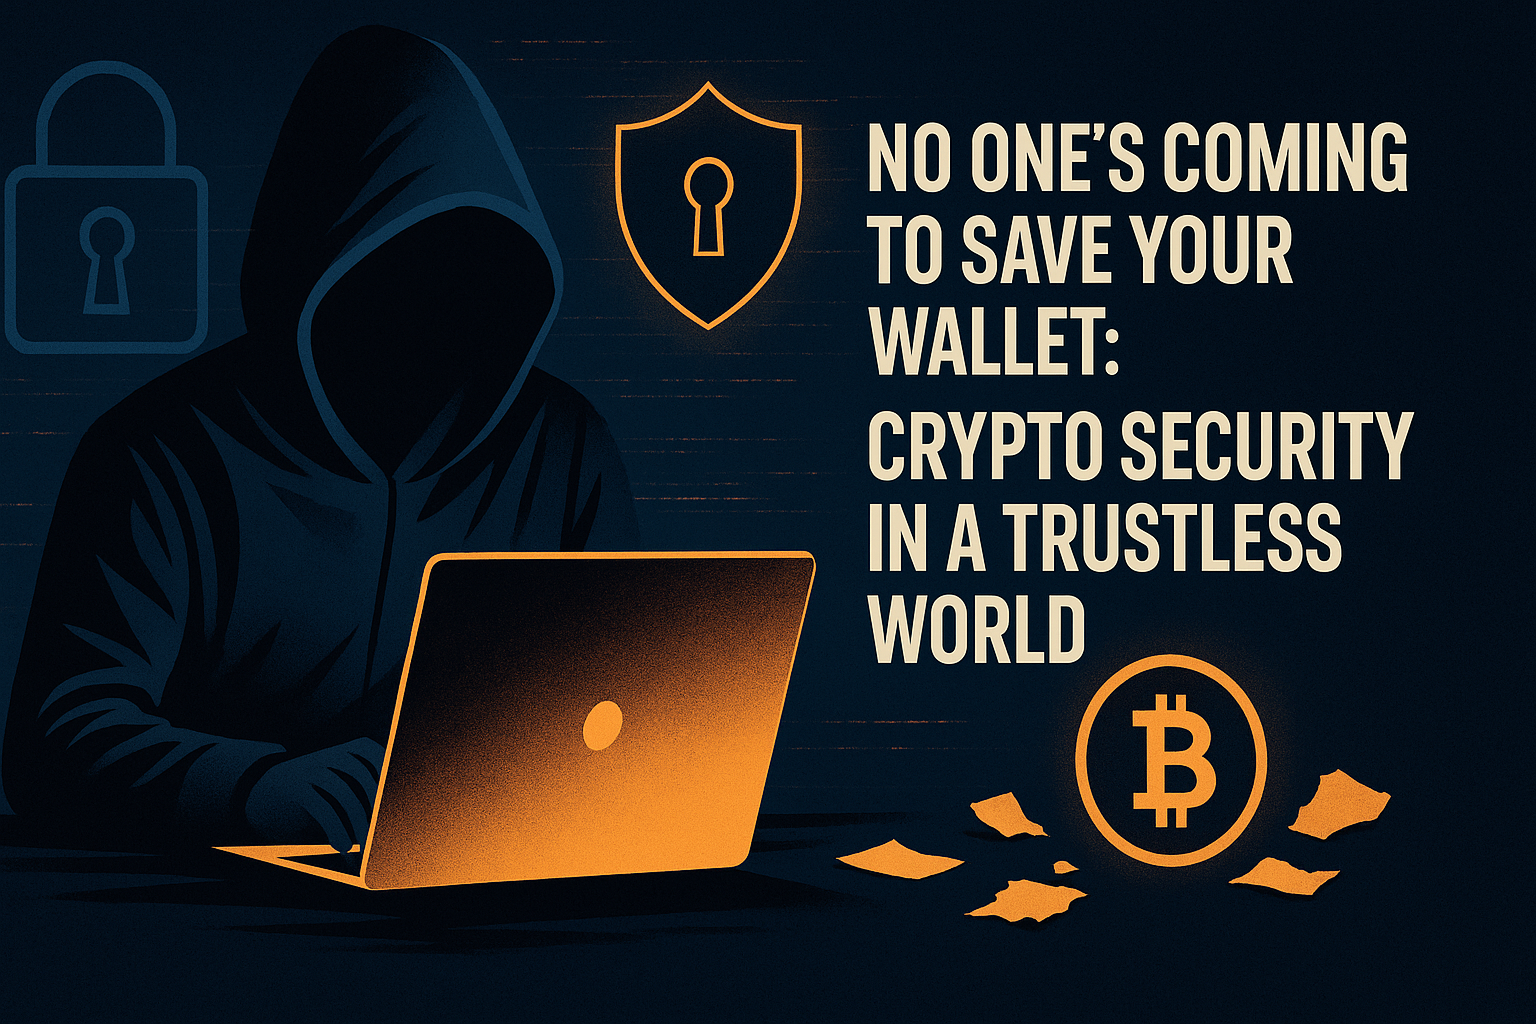 NO ONE’S COMING
TO SAVE YOUR
WALLET:
CRYPTO SECURITY
IN A TRUSTLESS
WORLD